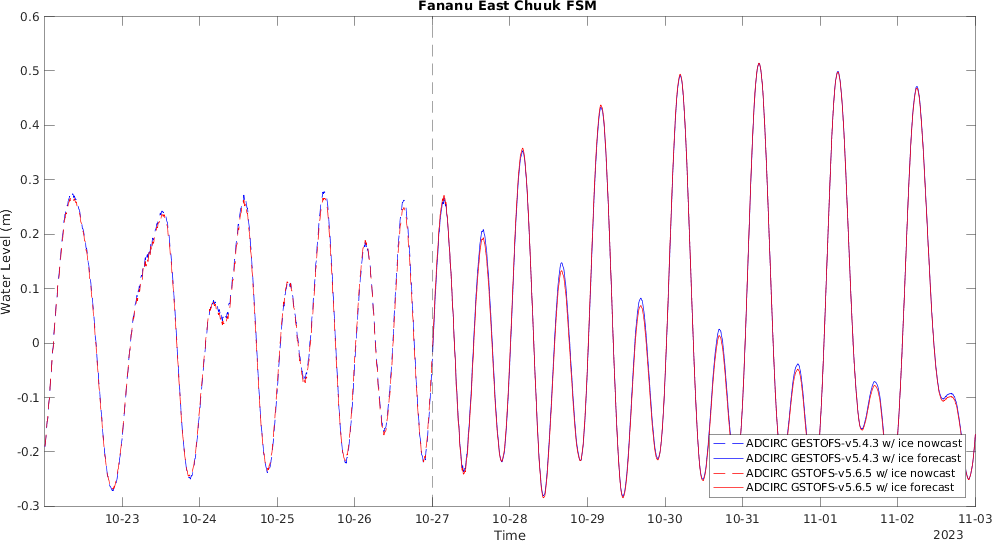 Fananu East Chuuk FSM
0.6
0.5
0.4
0.3
0.2
0.1
0
-0.1
-0.2
-0.3
Water Level (m)
ADCIRC GESTOFS-v5.4.3 w/ ice nowcast
ADCIRC GESTOFS-v5.4.3 w/ ice forecast
ADCIRC GSTOFS-v5.6.5 w/ ice nowcast
ADCIRC GSTOFS-v5.6.5 w/ ice forecast
10-23 10-24 10-25 10-26 10-27 10-28 10-29 10-30 10-31 11-01 11-02 11-03
Time
2023